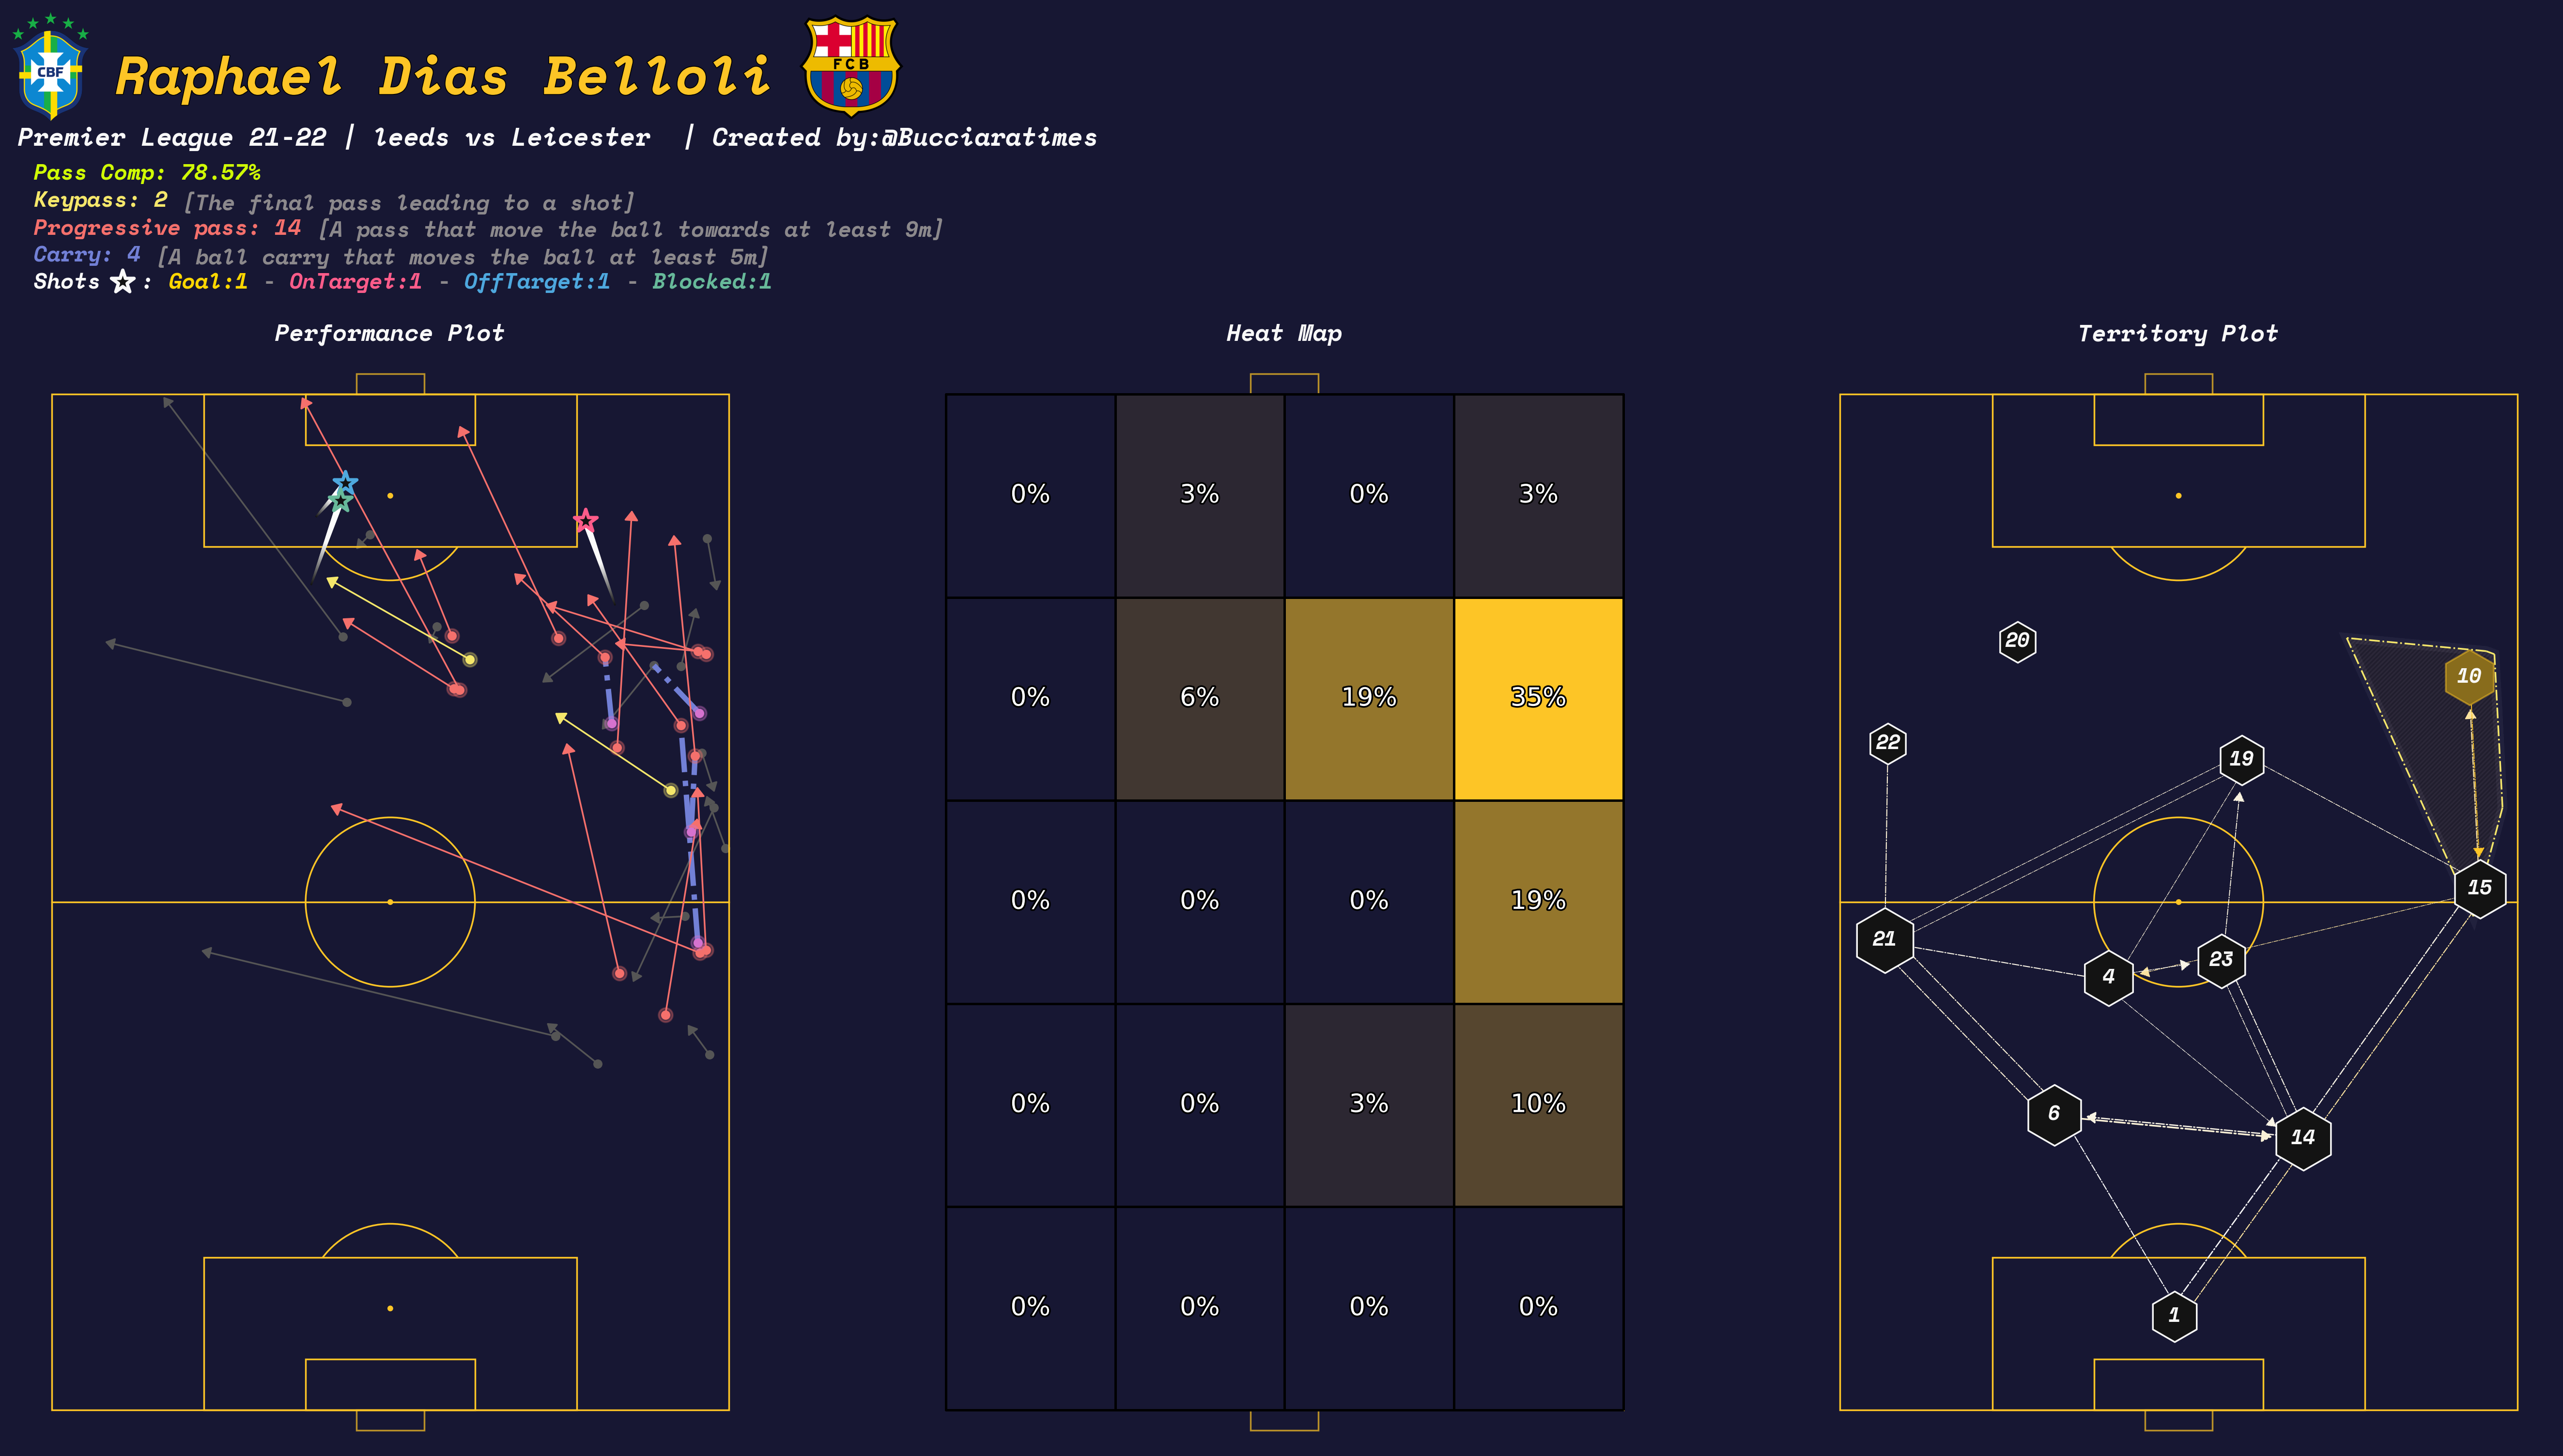 CBF
Raphael Dias Belloli
FCB
Premier League 21-22 | leeds vs Leicester | Created by:@Bucciaratimes
Pass Comp: 78.57%
Keypass: 2 [The final pass leading to a shot]
Progressive pass: 14 [A pass that move the ball towards at least 9m]
Carry: 4 [A ball carry that moves the ball at least 5m]
Shots ☆: Goal:1 - OnTarget:1 - OffTarget:1 - Blocked:1
Performance Plot
Heat Map
0% 3% 0% 3%
0% 6% 19% 35%
0% 0% 0% 19%
0% 0% 3% 10%
0% 0% 0% 0%
Territory Plot
20
10
22
19
15
21
23
4
6
14
1